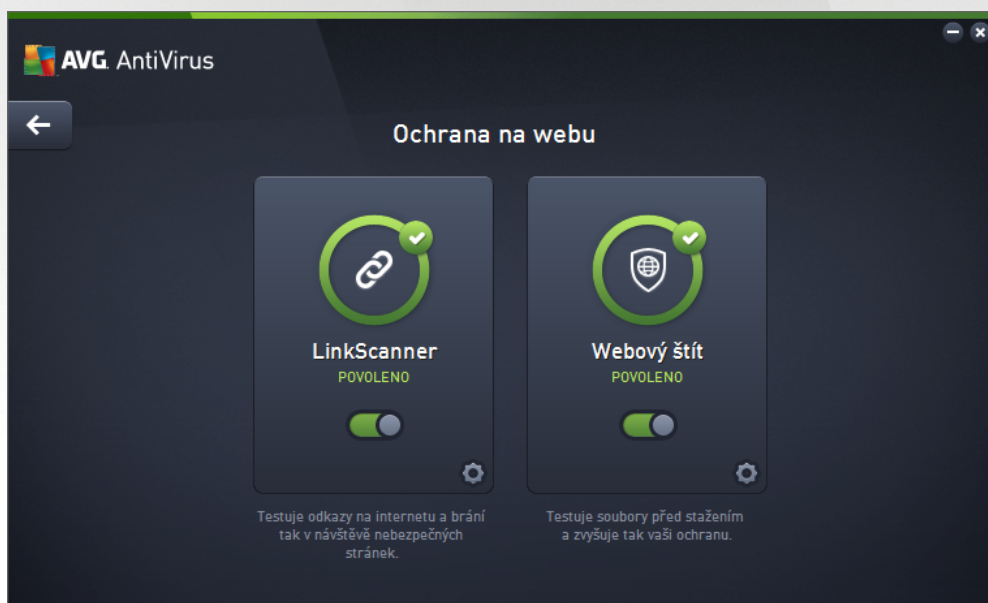 AVG. AntiVirus
Ochrana na webu
LinkScanner
POVOLENO
Testuje odkazy na internetu a brání
tak v návštěvě nebezpečných
stránek.
Webový štít
POVOLENO
Testuje soubory před stažením
a zvyšuje tak vaši ochranu.